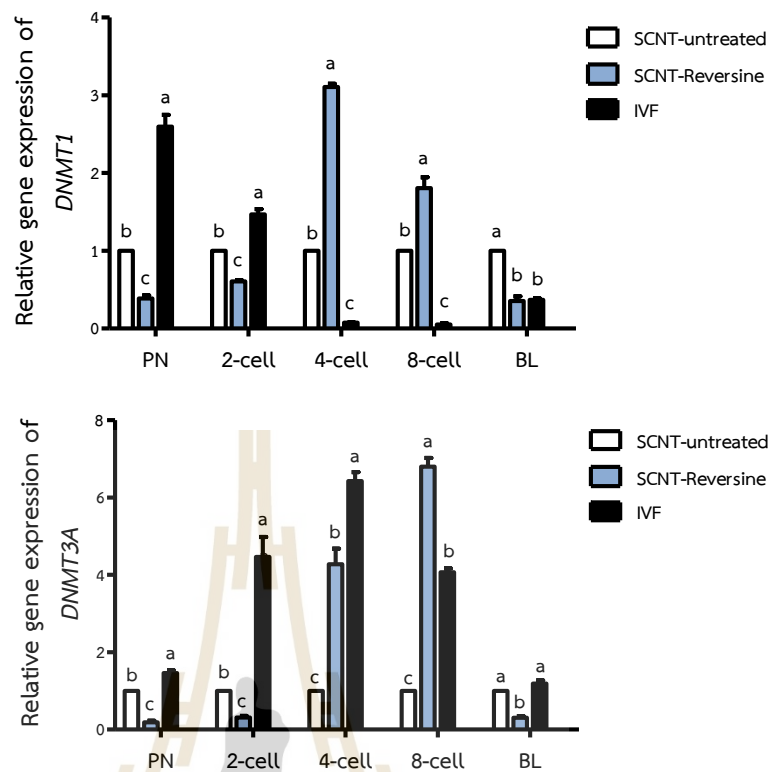 Relative gene expression of
DNMT1
4
3
2
1
0
b
c
a
b
c
a
b
a
c
b
a
c
a
b
b
PN
2-cell
4-cell
8-cell
BL
SCNT-untreated
SCNT-Reversine
IVF
Relative gene expression of
DNMT3A
8
6
4
2
0
b
c
a
b
c
a
c
b
a
c
a
b
a
b
a
PN
2-cell
4-cell
8-cell
BL
SCNT-untreated
SCNT-Reversine
IVF